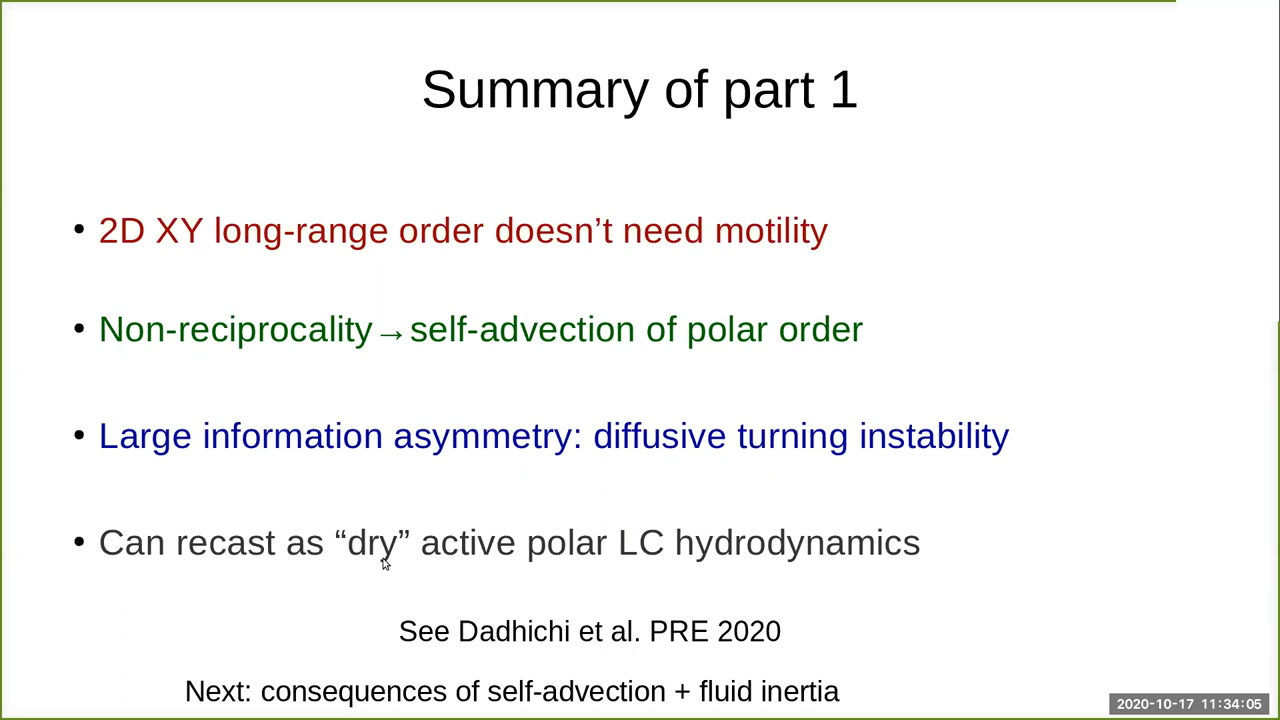 Summary of part 1
• 2D XY long-range order doesn’t need motility
• Non-reciprocality→self-advection of polar order
• Large information asymmetry: diffusive turning instability
• Can recast as “dry” active polar LC hydrodynamics
See Dadhichi et al. PRE 2020
Next: consequences of self-advection + fluid inertia
2020-10-17 11:34:05